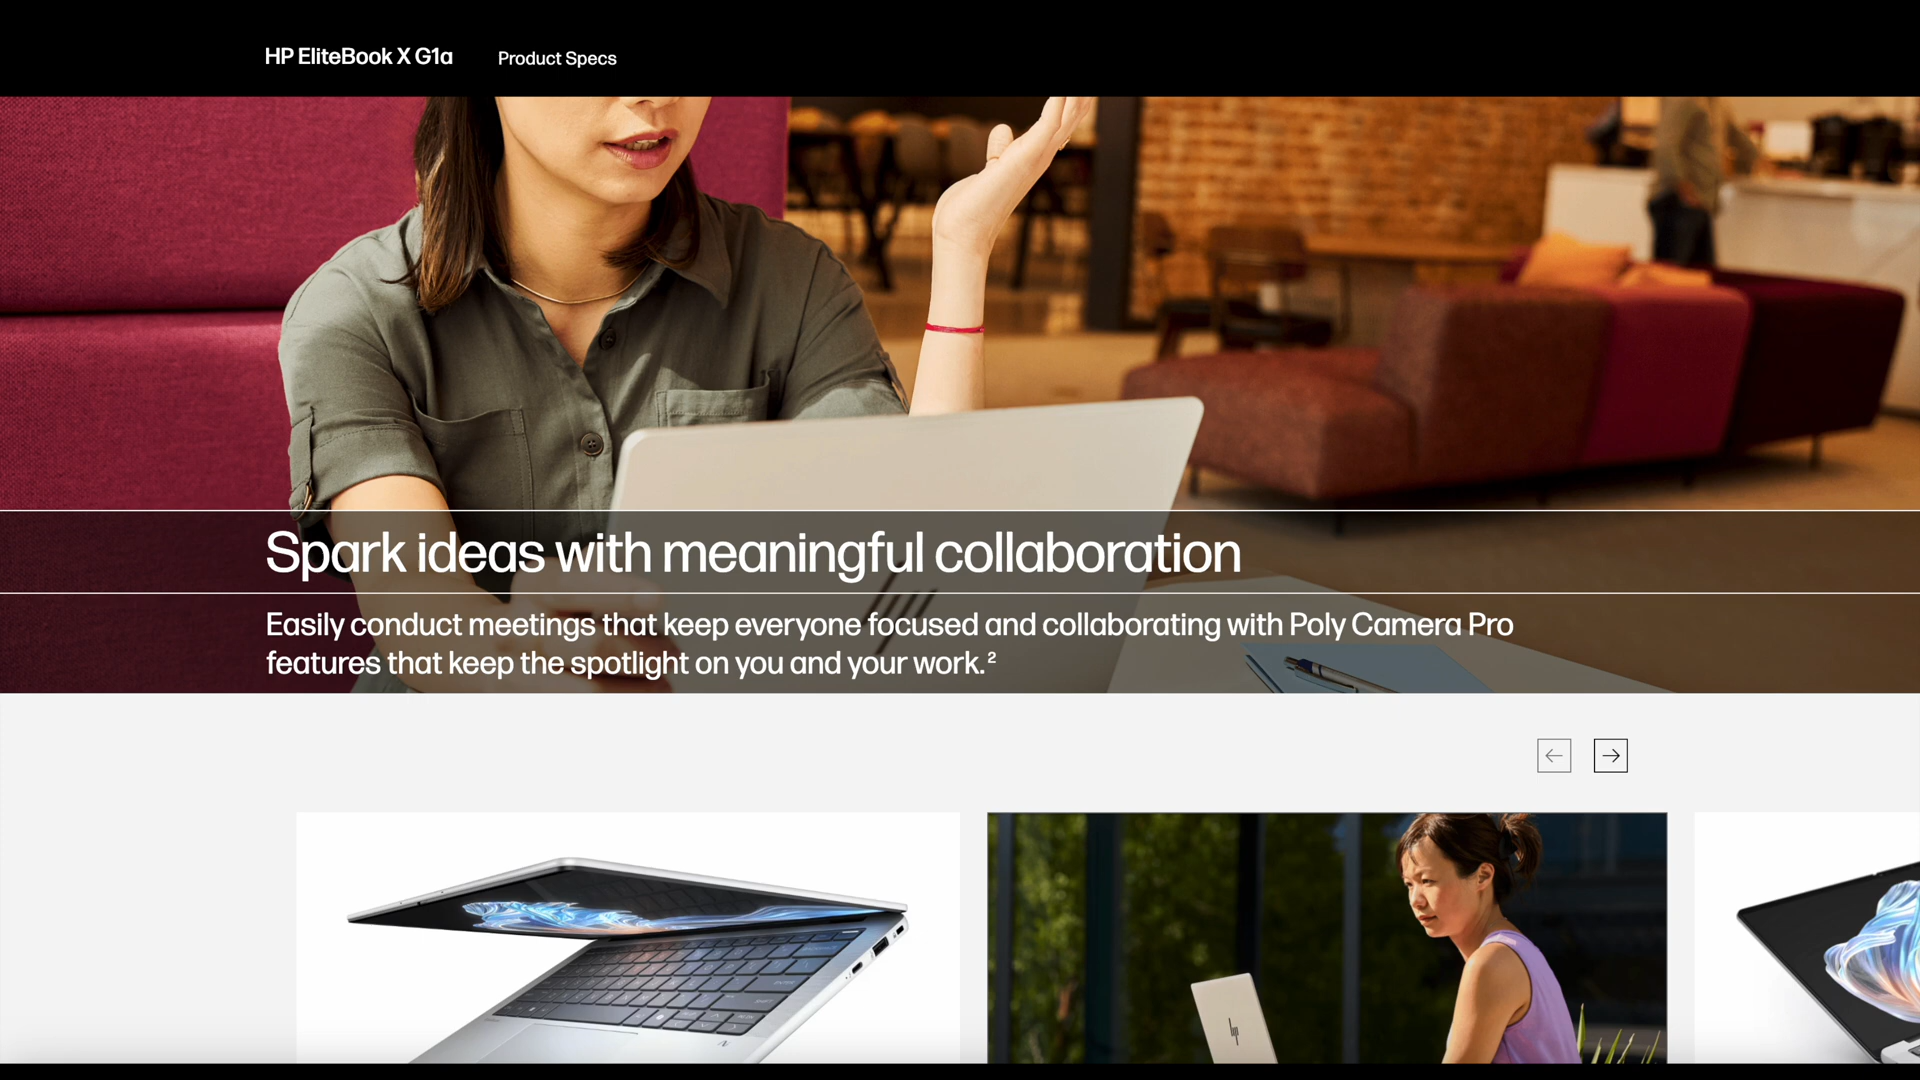 HP EliteBook X G1a
Product Specs
Spark ideas with meaningful collaboration
Easily conduct meetings that keep everyone focused and collaborating with Poly Camera Pro
features that keep the spotlight on you and your work.²